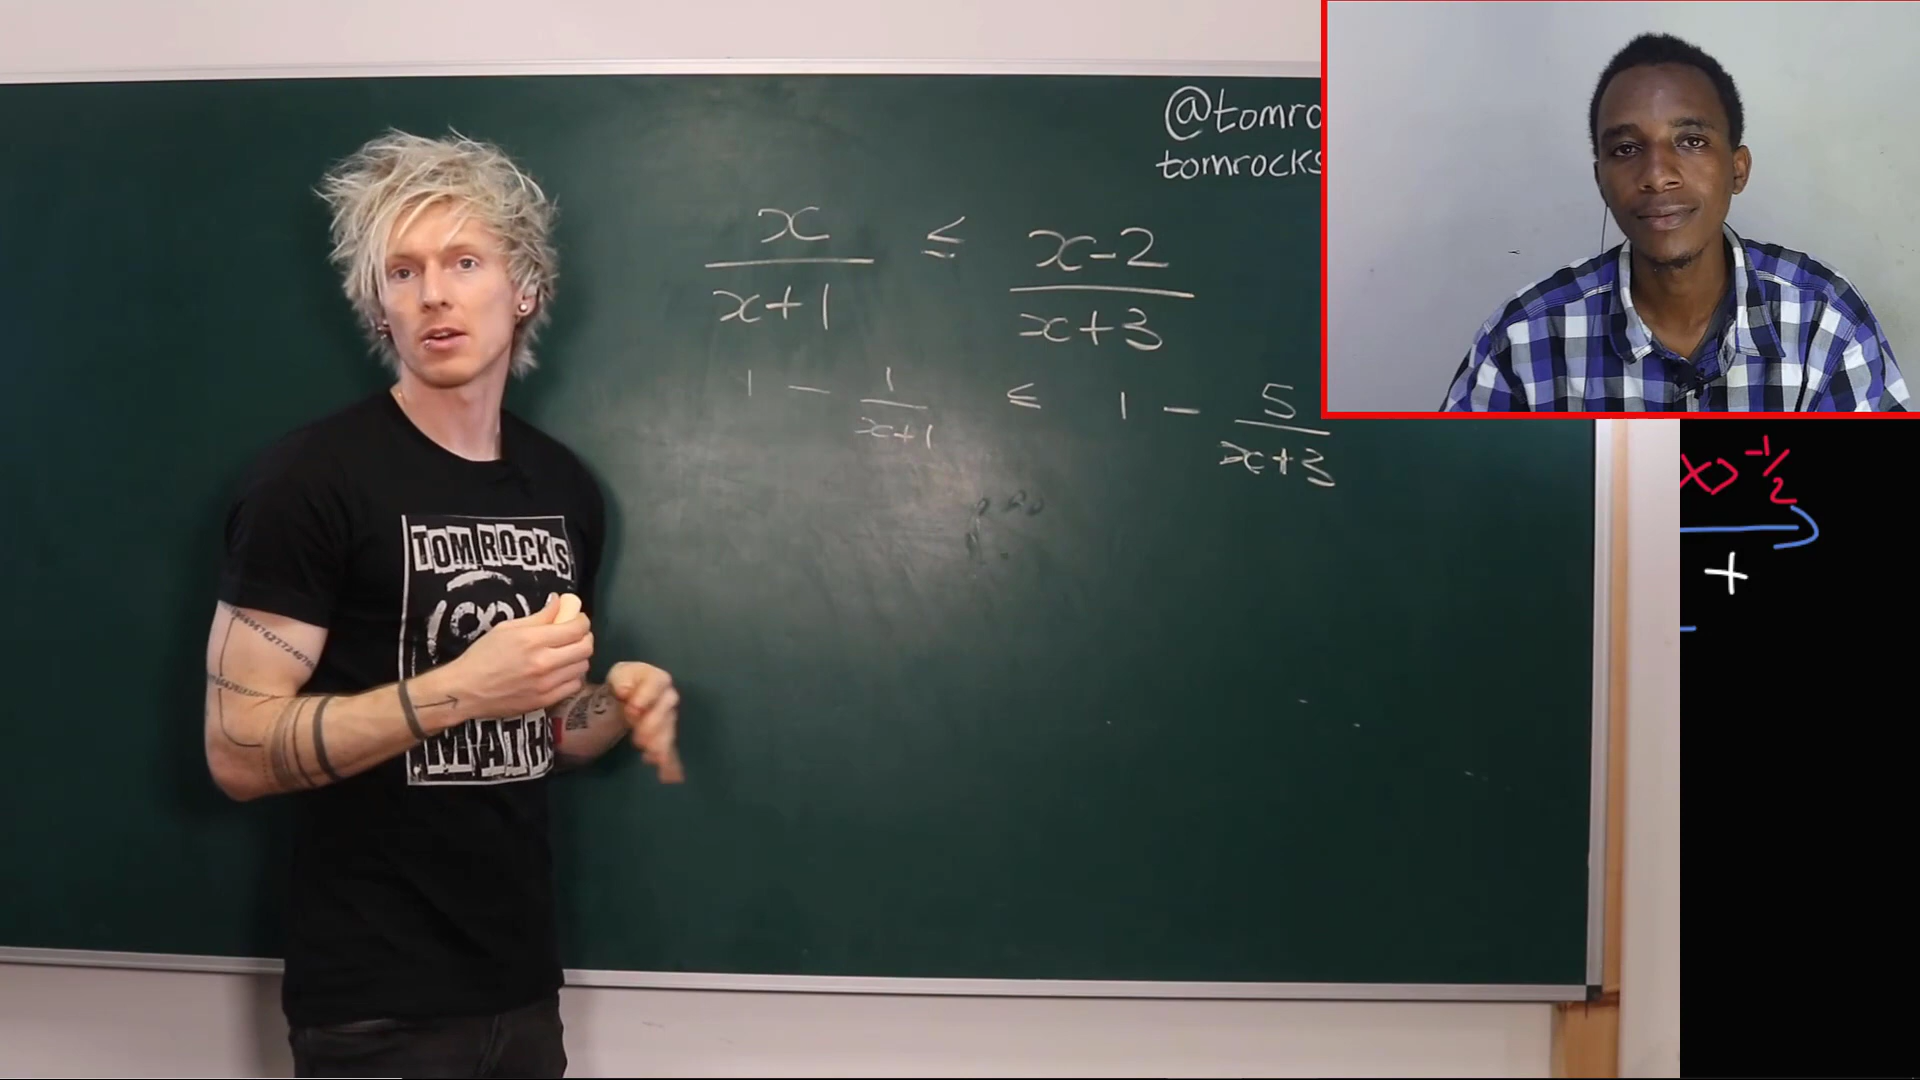 @tomro
tomrocks
x/x+1 ≤ x-2/x+3
1 - 1/x+1 ≤ 1 - 5/x+3
TOM ROCKS
MATHS
x) -1/2
+